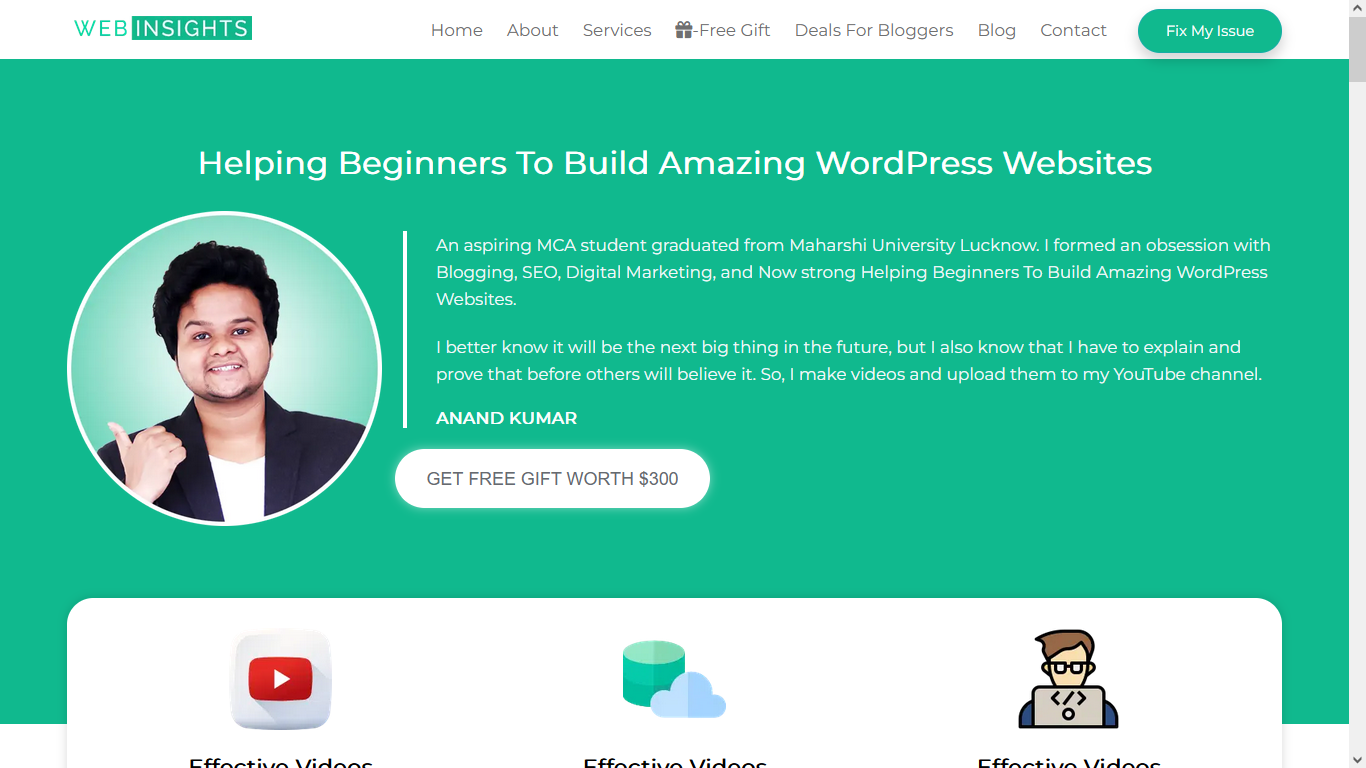 WEB INSIGHTS
Home
About
Services
-Free Gift
Deals For Bloggers
Blog
Contact
Fix My Issue
Helping Beginners To Build Amazing WordPress Websites
An aspiring MCA student graduated from Maharshi University Lucknow. I formed an obsession with
Blogging, SEO, Digital Marketing, and Now strong Helping Beginners To Build Amazing WordPress
Websites.
I better know it will be the next big thing in the future, but I also know that I have to explain and
prove that before others will believe it. So, I make videos and upload them to my YouTube channel.
ANAND KUMAR
GET FREE GIFT WORTH $300
Effective Videos
Effective Videos
Effective Videos